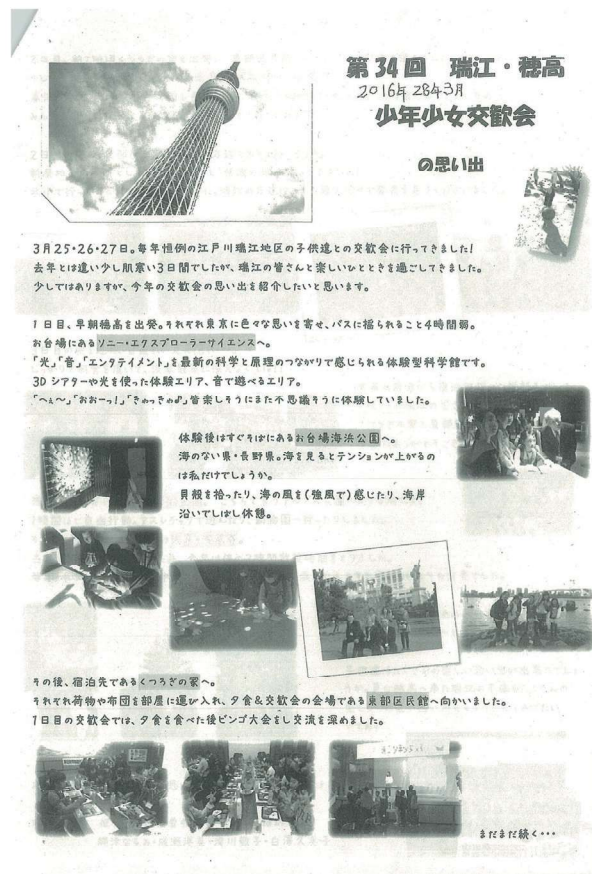 第34回 瑞江・穂高
2016年28年3月
少年少女交歓会
の思い出
3月25・26・27日。毎年恒例の江戸川瑞江地区の子供達との交歓会に行ってきました!
去年とは違い少し肌寒い3日間でしたが、瑞江の皆さんと楽しいひとときを過ごしてきました。
少しではありますが、今年の交歓会の思い出を紹介したいと思います。
1日目、早朝穂高を出発。それぞれ東京に色々な思いを寄せ、バスに揺られること4時間弱。
お台場にあるソニー・エクスプローラーサイエンスへ。
「光」「音」「エンタテイメント」を最新の科学と原理のつながりで感じられる体験型科学館です。
3Dシアターや光を使った体験エリア、音で遊べるエリア。
「へぇ〜」「おおーっ!」「きゃっきゃ♂」皆楽しそうにまた不思議そうに体験していました。
体験後はすぐそばにあるお台場海浜公園へ。
海のない県・長野県。海を見るとテンションが上がるの
は私だけでしょうか。
貝殻を拾ったり、海の風を(強風で)感じたり、海岸
沿いでしばし休憩。
その後、宿泊先であるくつろぎの家へ。
それぞれ荷物や布団を部屋に運び入れ、夕食&交歓会の会場である東部区民館へ向かいました。
1日目の交歓会では、夕食を食べた後ビンゴ大会をし交流を深めました。
まだまだ続く・・・